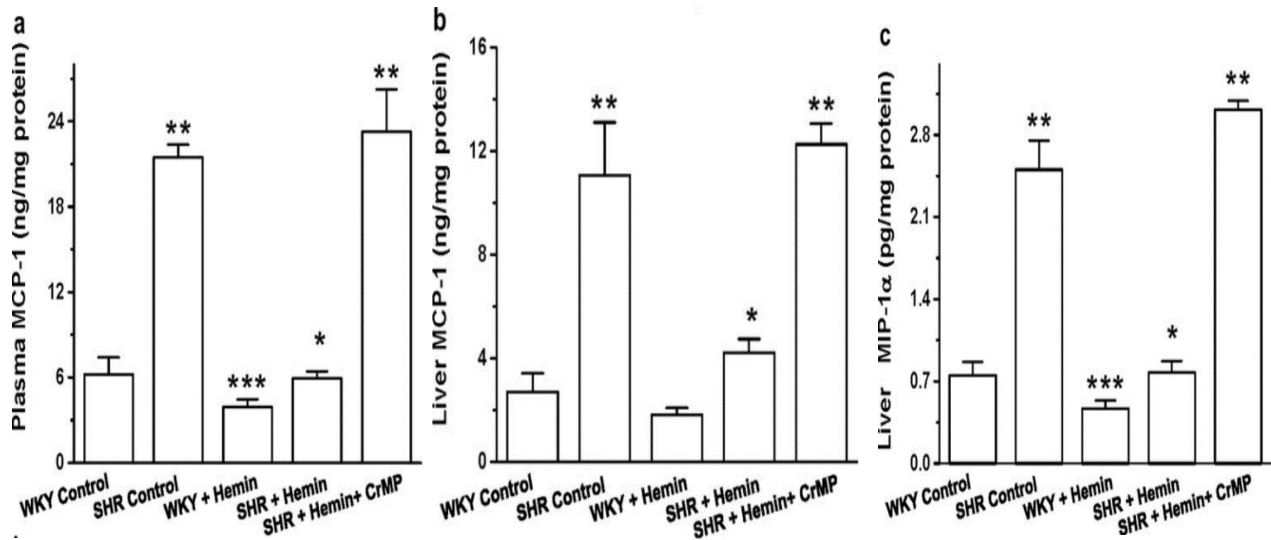 a
Plasma MCP-1 (ng/mg protein)
24
18
12
6
0
**
***
*
**
WKY Control
SHR Control
WKY + Hemin
SHR + Hemin
SHR + Hemin+ CrMP
b
Liver MCP-1 (ng/mg protein)
16
12
8
4
0
**
*
**
WKY Control
SHR Control
WKY + Hemin
SHR + Hemin
SHR + Hemin+ CrMP
c
Liver MIP-1α (pg/mg protein)
2.8
2.1
1.4
0.7
0.0
**
***
*
**
WKY Control
SHR Control
WKY + Hemin
SHR + Hemin
SHR + Hemin+ CrMP